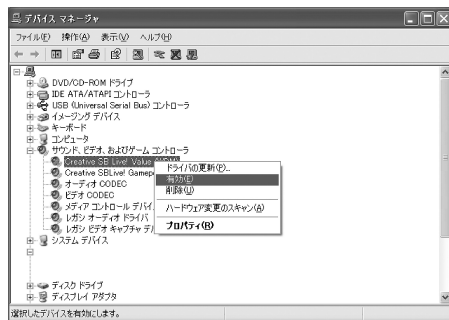 デバイス マネージャ
ファイル(F) 操作(A) 表示(V) ヘルプ(H)
DVD/CD-ROM ドライブ
IDE ATA/ATAPI コントローラ
USB (Universal Serial Bus) コントローラ
イメージング デバイス
キーボード
コンピュータ
サウンド、ビデオ、およびゲーム コントローラ
Creative SB Live! Value
Creative SBLive! Gamep
オーディオ CODEC
ビデオ CODEC
メディア コントロール デバイ
レガシ オーディオ ドライバ
レガシ ビデオ キャプチャ デバ
システム デバイス
ディスク ドライブ
ディスプレイ アダプタ
ドライバの更新(P)...
有効(E)
削除(U)
ハードウェア変更のスキャン(A)
プロパティ(R)
選択したデバイスを有効にします。